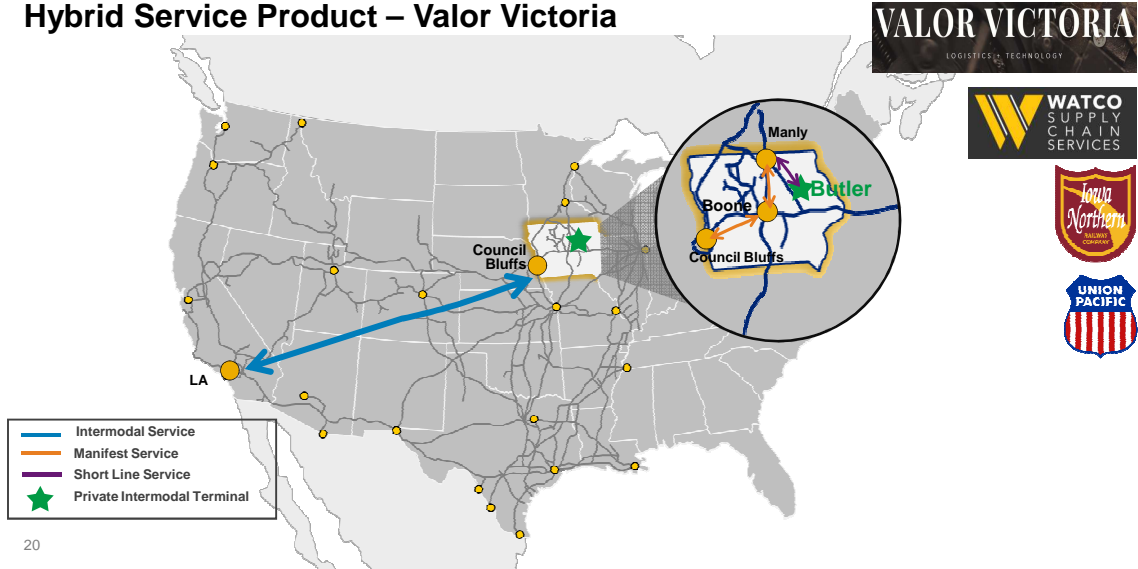 Hybrid Service Product – Valor Victoria
VALOR VICTORIA
LOGISTICS + TECHNOLOGY
WATCO
SUPPLY
CHAIN
SERVICES
Iowa
Northern
RAILWAY
COMPANY
UNION
PACIFIC
Manly
Butler
Boone
Council Bluffs
Council
Bluffs
LA
Intermodal Service
Manifest Service
Short Line Service
Private Intermodal Terminal
20